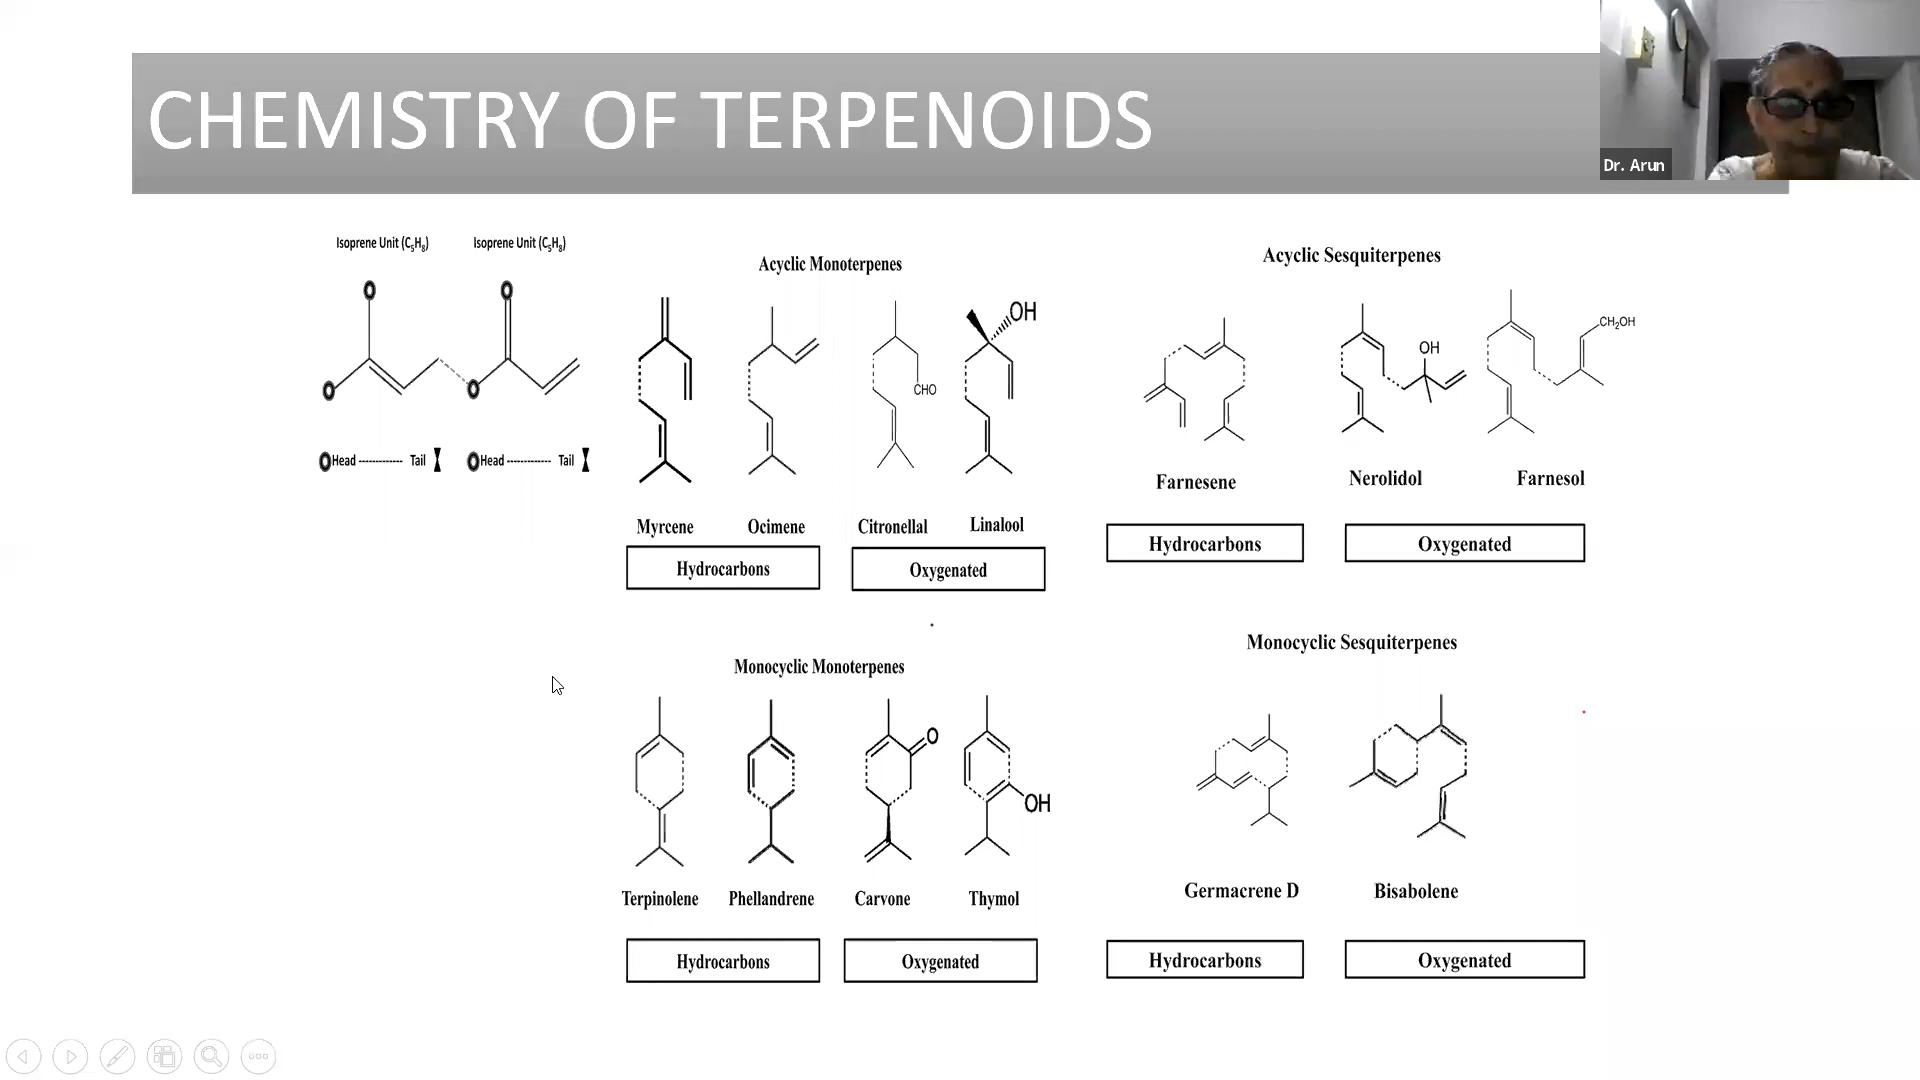 CHEMISTRY OF TERPENOIDS
Dr. Arun
Isoprene Unit (C₅H₈)
Isoprene Unit (C₅H₈)
Head ---------- Tail
Head ---------- Tail
Acyclic Monoterpenes
OH
CHO
Myrcene
Ocimene
Citronellal
Linalool
Hydrocarbons
Oxygenated
Acyclic Sesquiterpenes
OH
CH₂OH
Farnesene
Nerolidol
Farnesol
Hydrocarbons
Oxygenated
Monocyclic Monoterpenes
O
OH
Terpinolene
Phellandrene
Carvone
Thymol
Hydrocarbons
Oxygenated
Monocyclic Sesquiterpenes
Germacrene D
Bisabolene
Hydrocarbons
Oxygenated